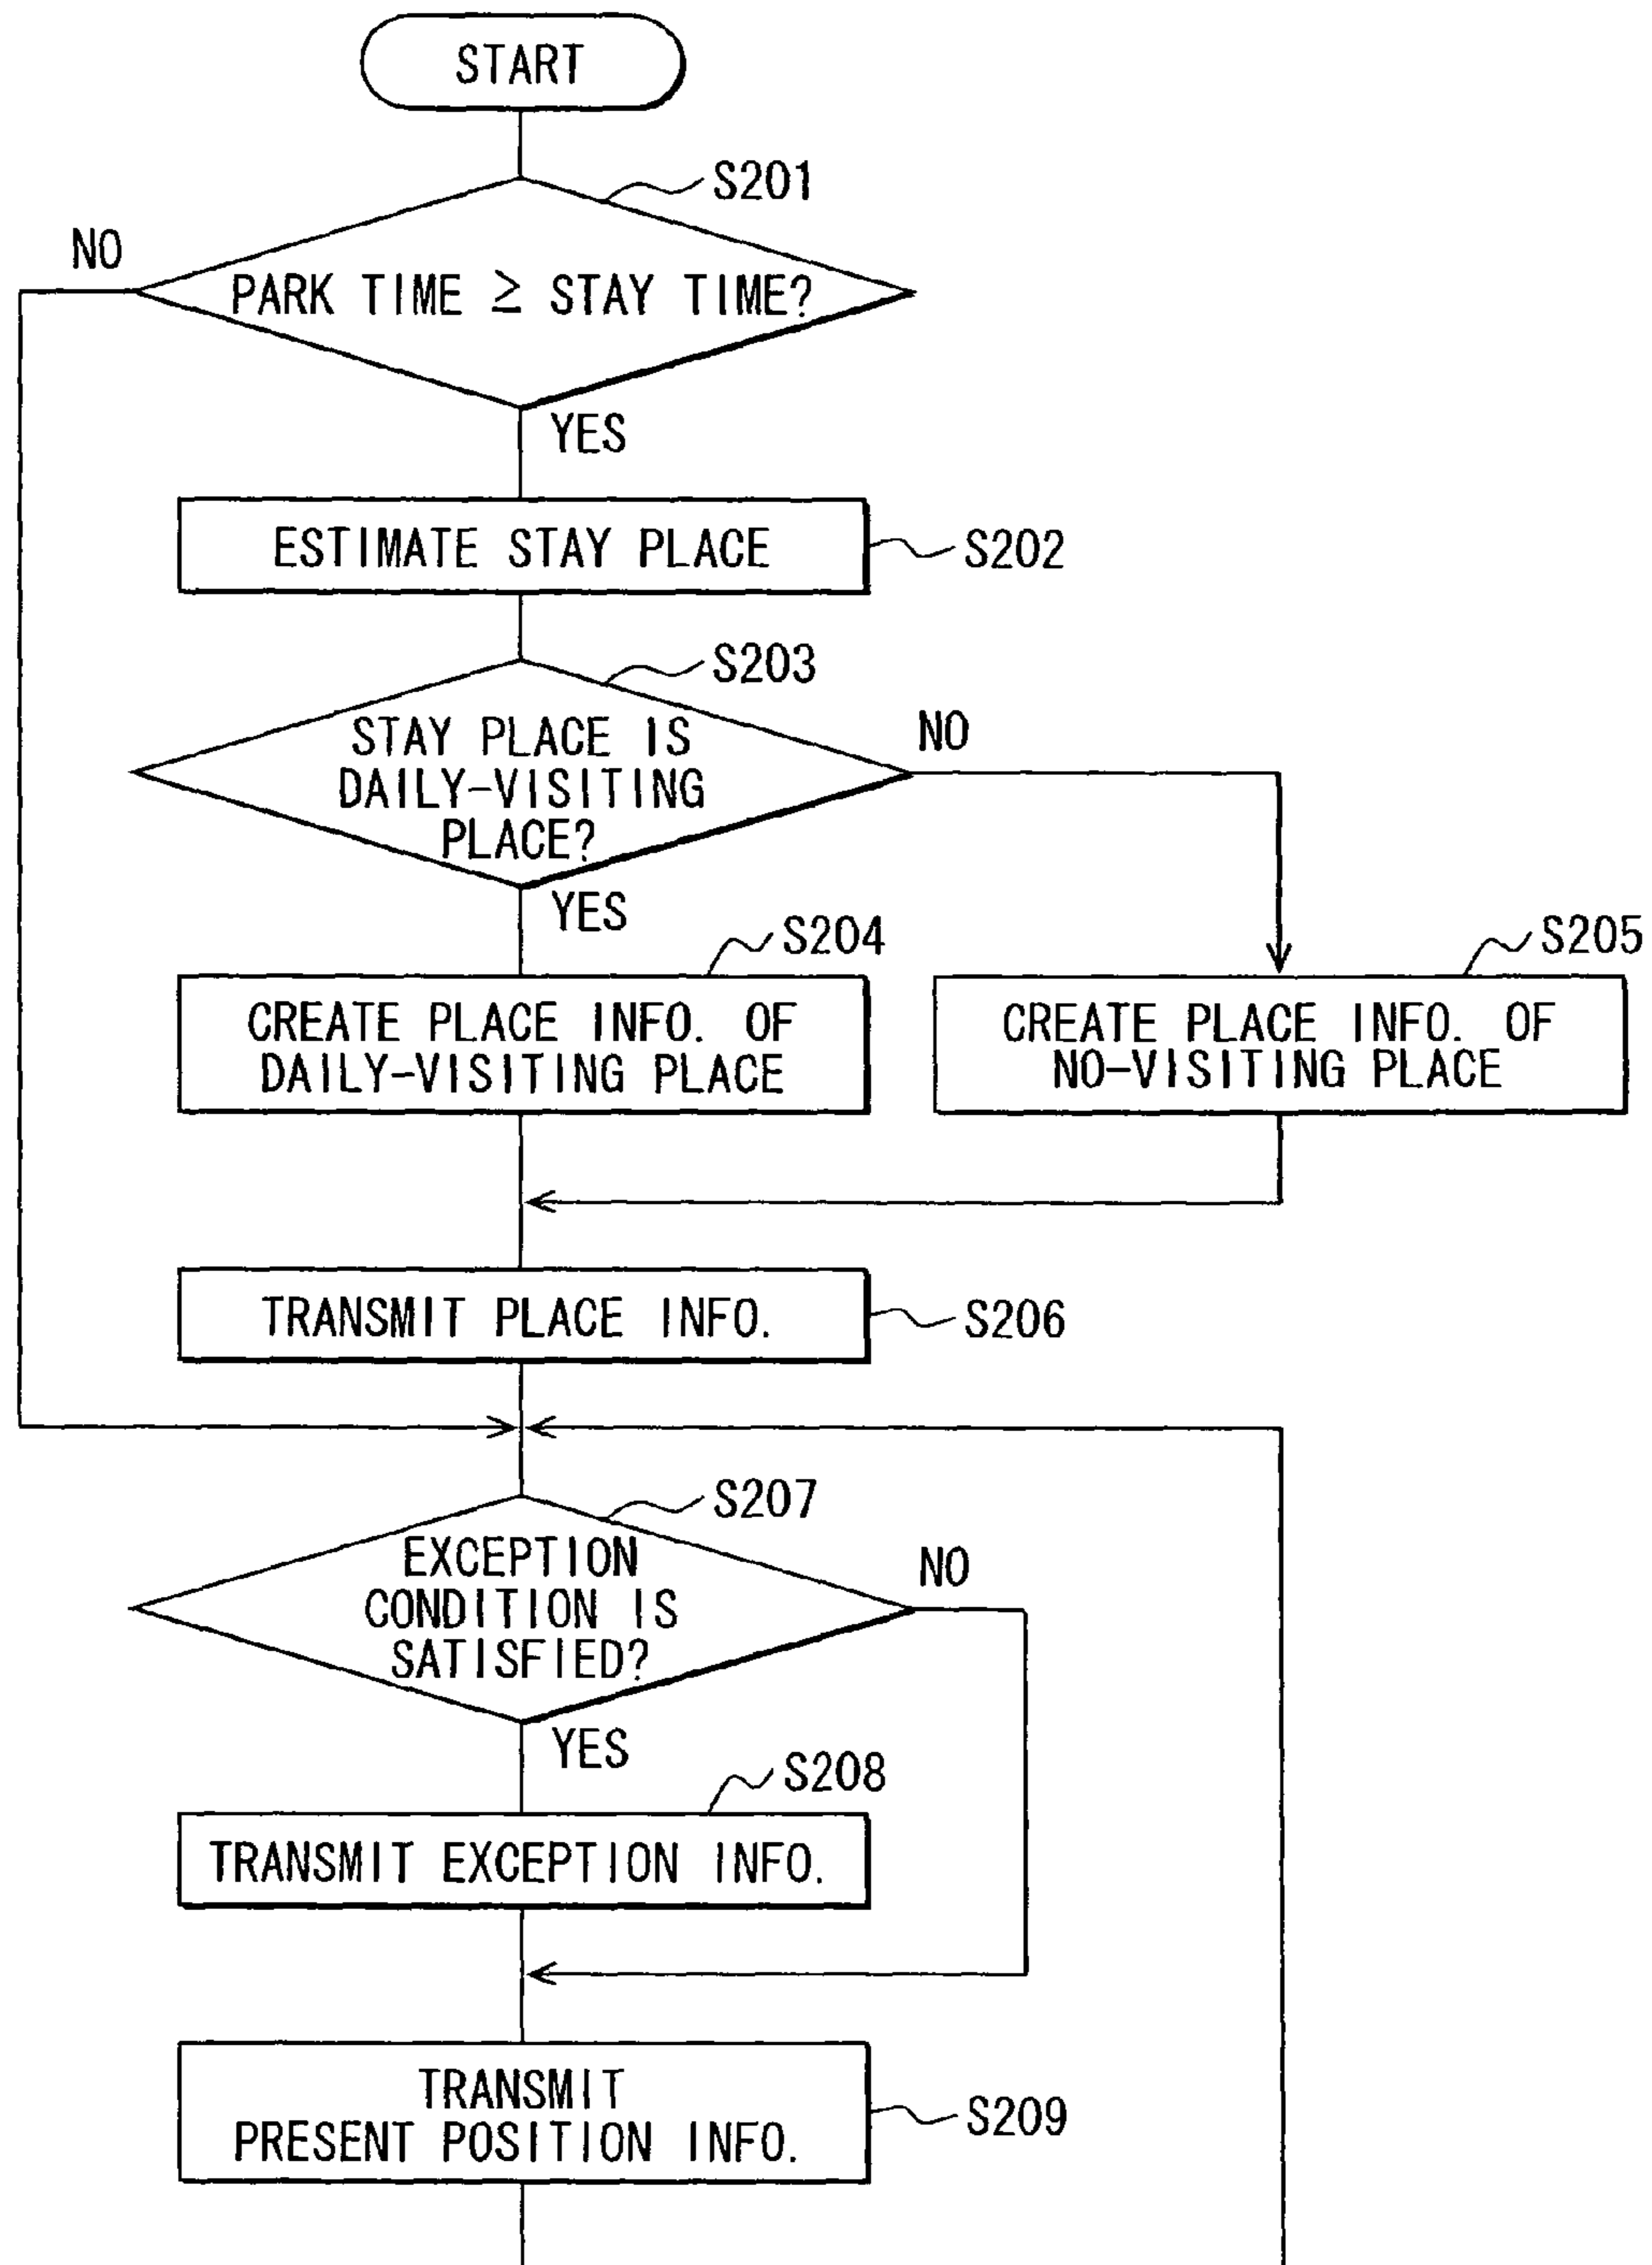 START
S201
NO
PARK TIME ≥ STAY TIME?
YES
ESTIMATE STAY PLACE
S202
S203
STAY PLACE IS
DAILY-VISITING
PLACE?
NO
YES
S204
CREATE PLACE INFO. OF
DAILY-VISITING PLACE
S205
CREATE PLACE INFO. OF
NO-VISITING PLACE
TRANSMIT PLACE INFO.
S206
S207
EXCEPTION
CONDITION IS
SATISFIED?
NO
YES
S208
TRANSMIT EXCEPTION INFO.
TRANSMIT
PRESENT POSITION INFO.
S209